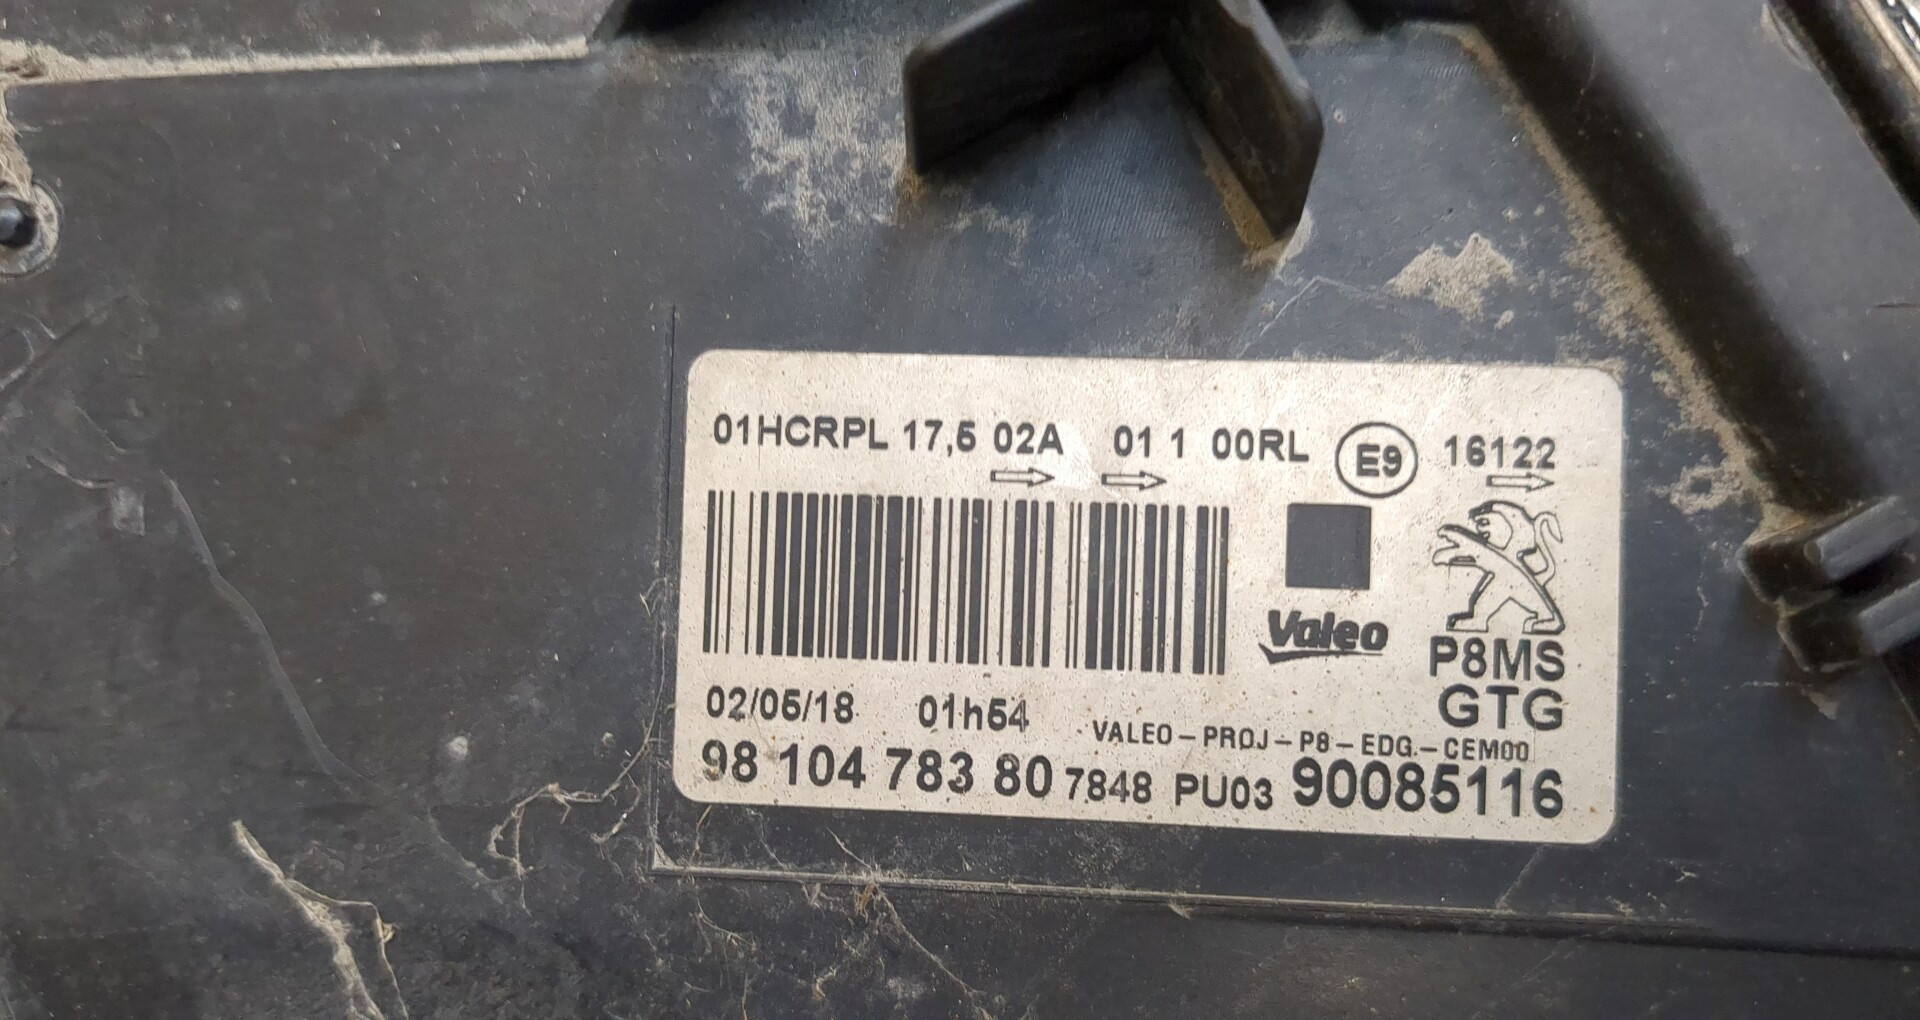 01HCRPL 17,5 02A 01 1 00RL E9 16122
Valeo
P8MS
GTG
02/05/18 01h54
VALEO-PROJ-P8-EDG.-CEM00
98 104 783 80 7848 PU03 90085116